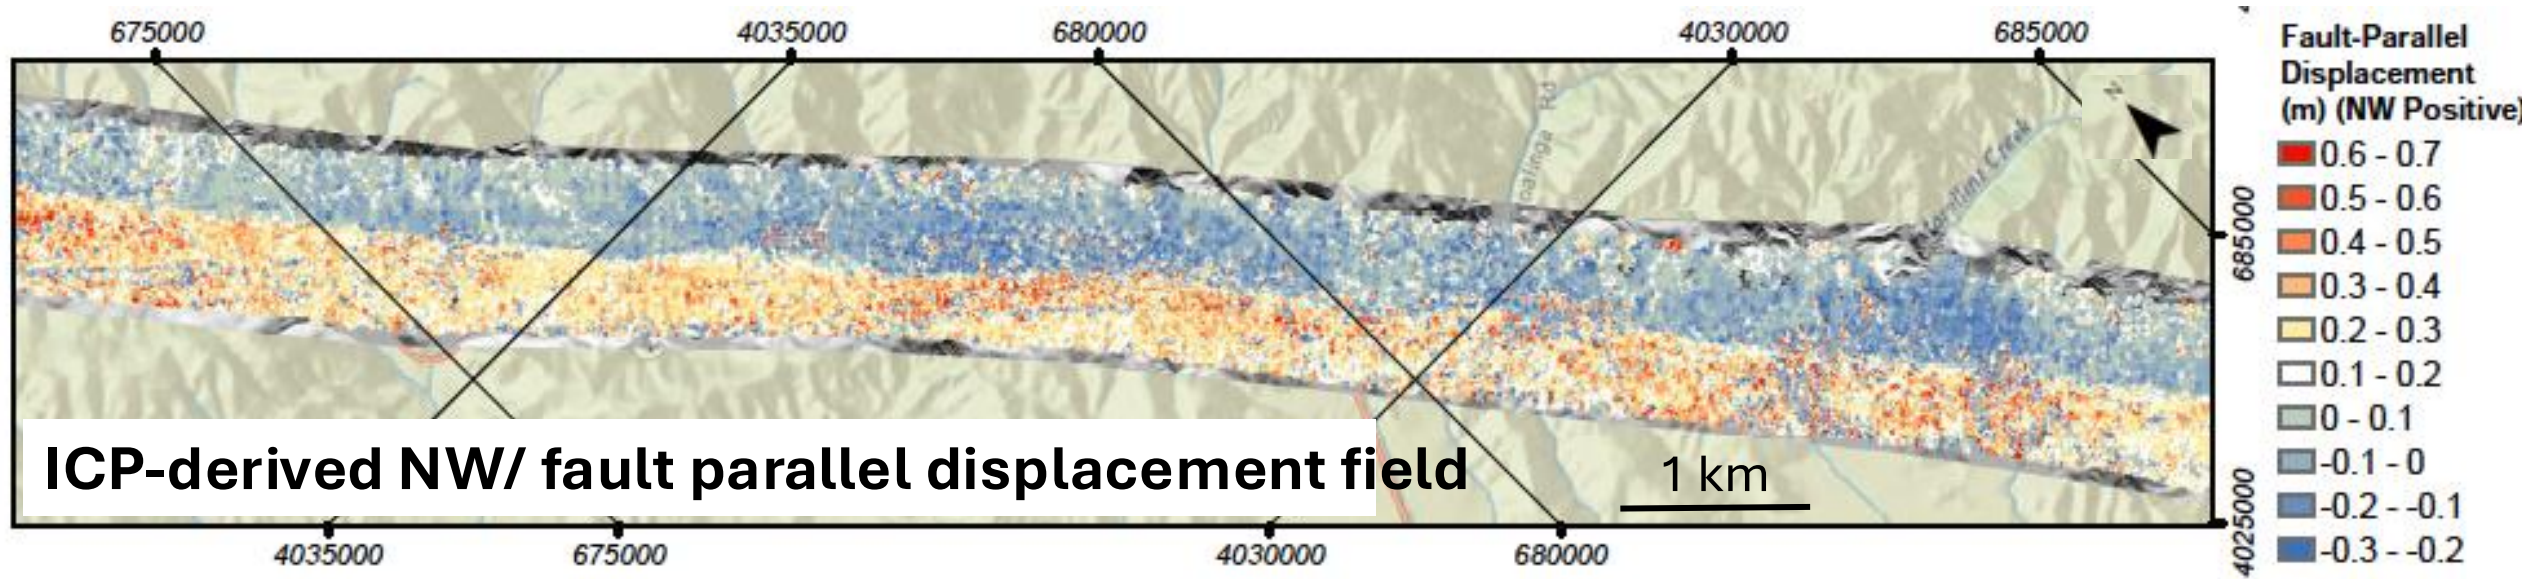 675000
4035000
680000
4030000
685000
Fault-Parallel
Displacement
(m) (NW Positive)
N
0.6 - 0.7
0.5 - 0.6
0.4 - 0.5
0.3 - 0.4
0.2 - 0.3
0.1 - 0.2
0 - 0.1
-0.1 - 0
-0.2 - -0.1
-0.3 - -0.2
Rd
685000
4025000
ICP-derived NW/ fault parallel displacement field
1 km
Creek
4035000
675000
4030000
680000